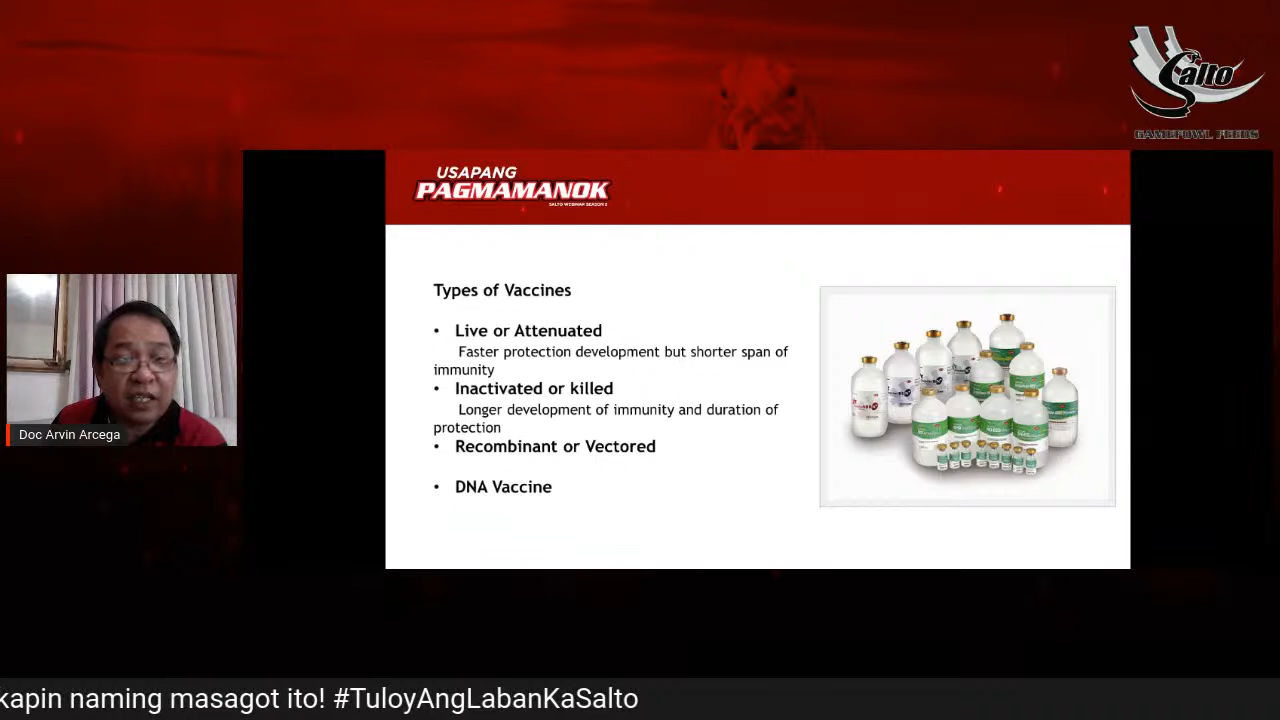 Salto
GAMEFOWL FEEDS
USAPANG
PAGMAMANOK
SALTO WEBINAR SEASON 2
Types of Vaccines
• Live or Attenuated
Faster protection development but shorter span of
immunity
• Inactivated or killed
Longer development of immunity and duration of
protection
• Recombinant or Vectored
• DNA Vaccine
Doc Arvin Arcega
kapin naming masagot ito! #TuloyAngLabanKaSalto